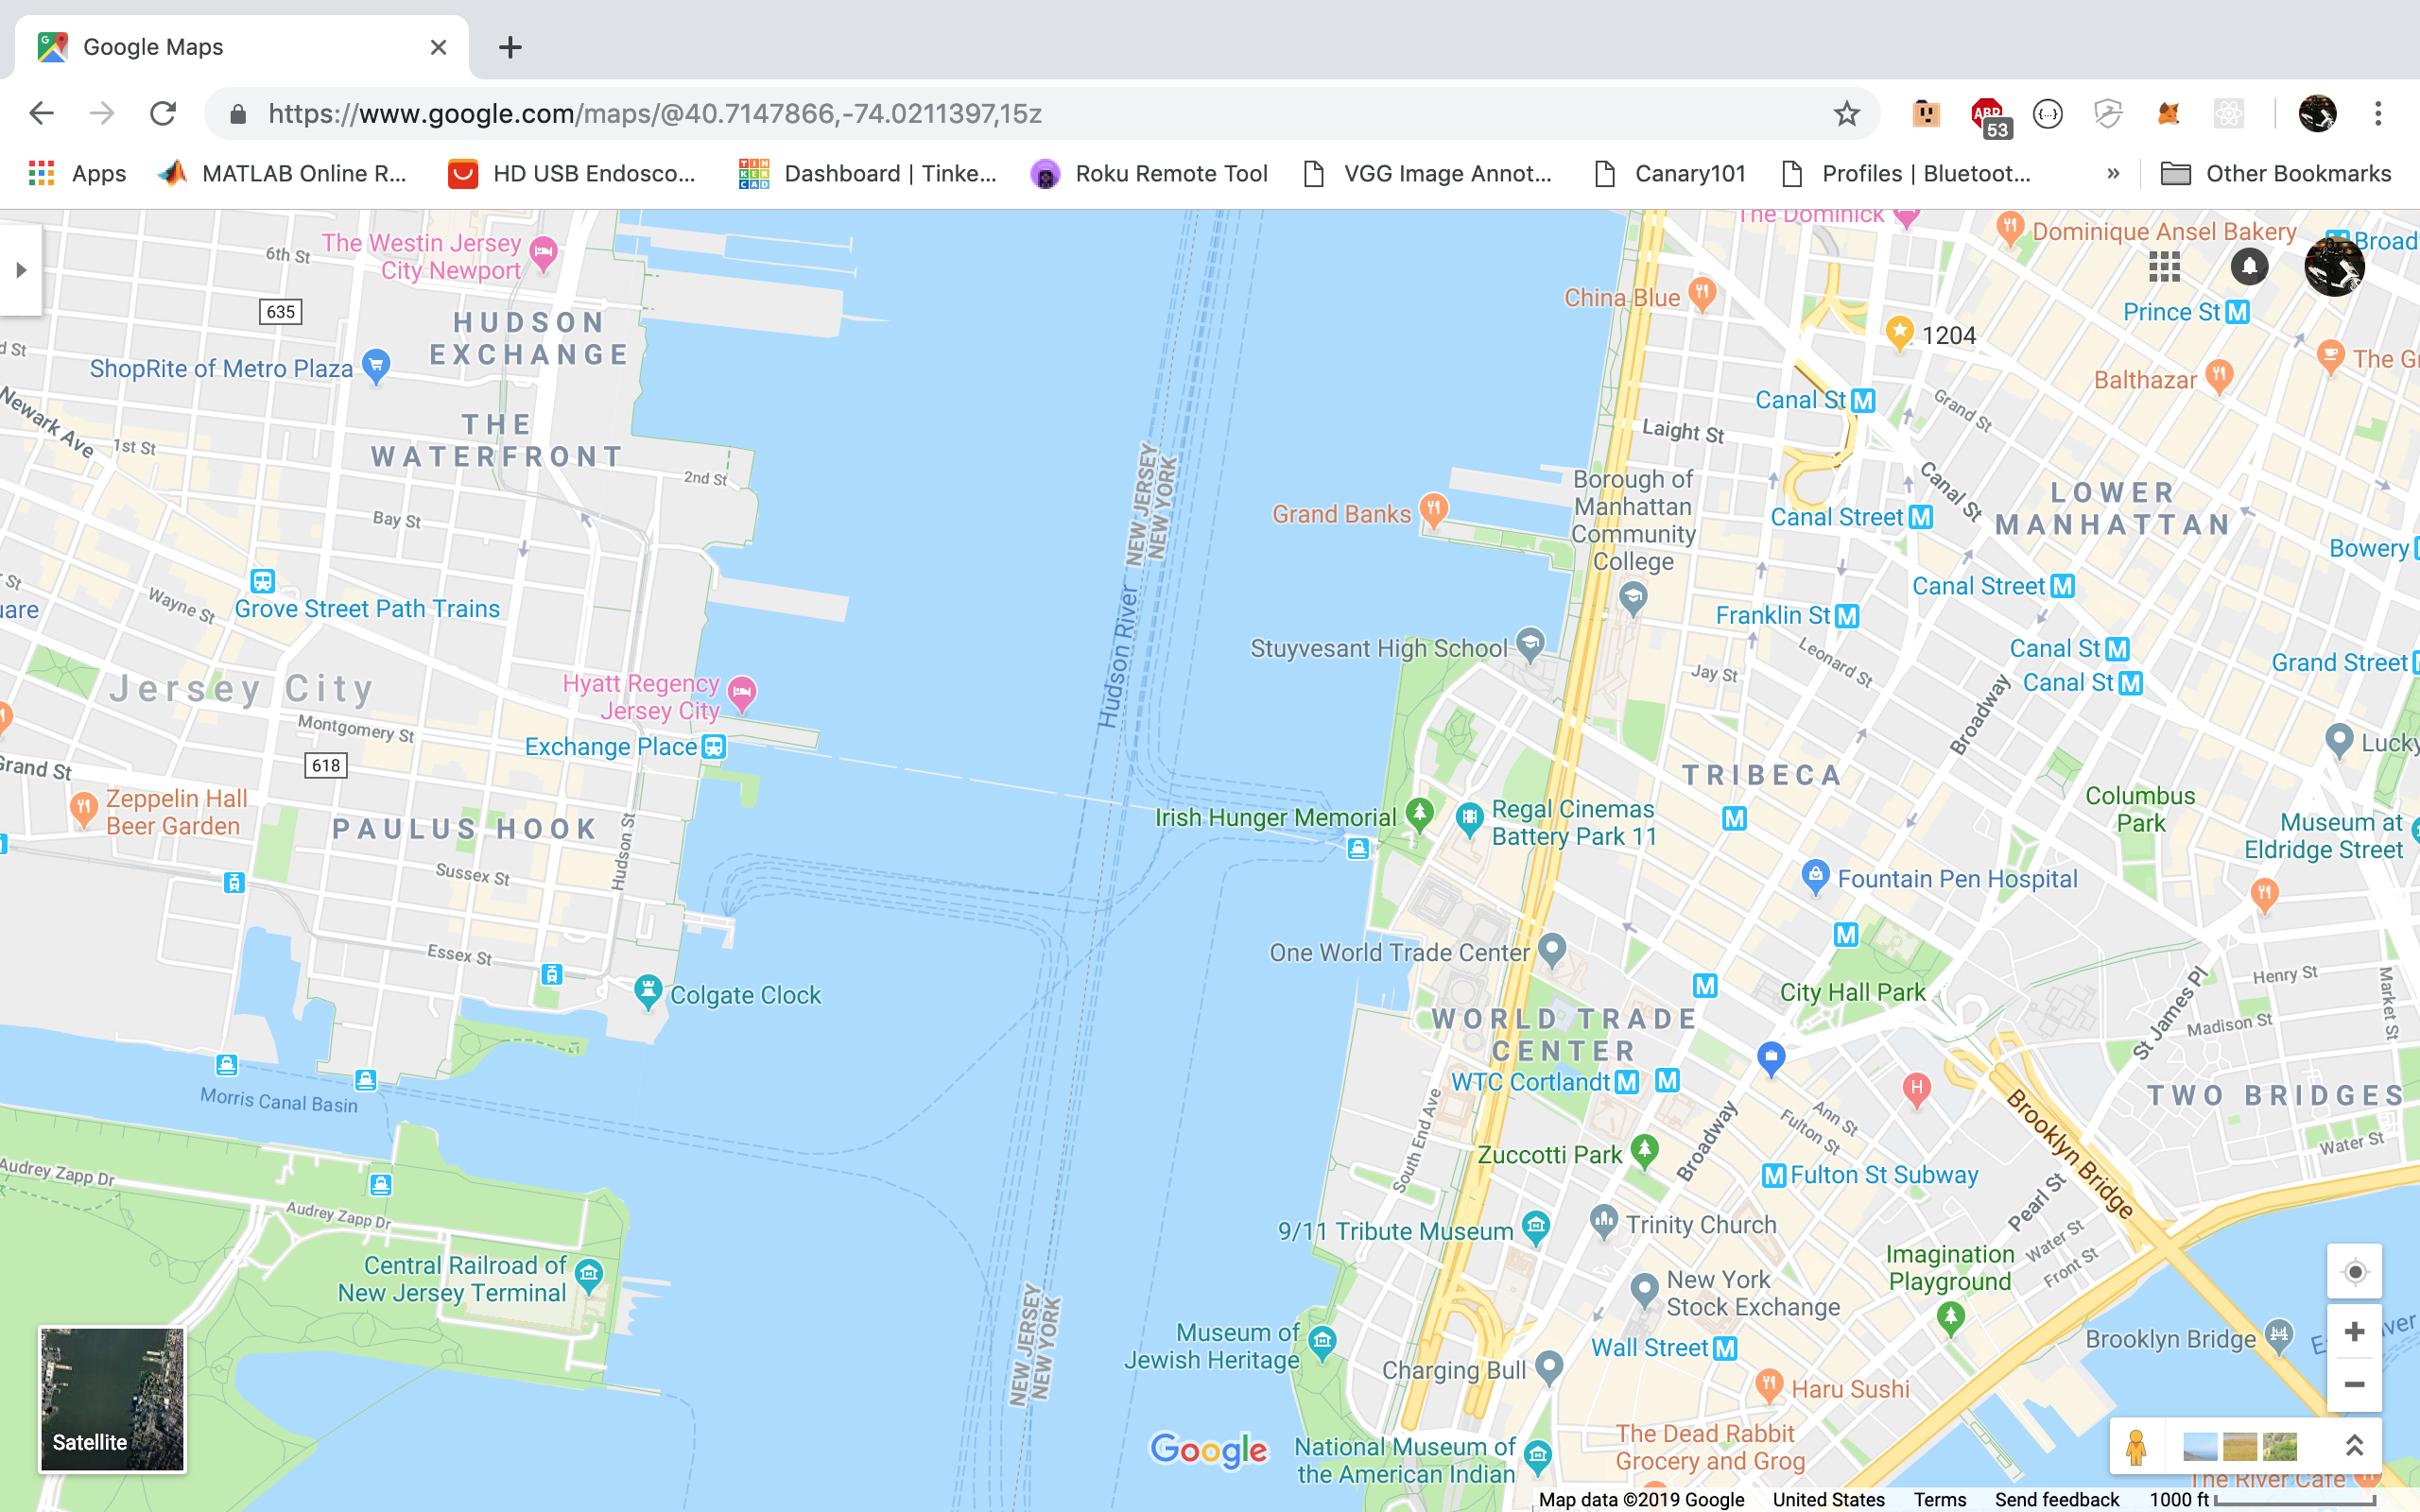 Google Maps
https://www.google.com/maps/@40.7147866,-74.0211397,15z
ABP
53
Apps
MATLAB Online R...
HD USB Endosco...
TIN
KER
CAD
Dashboard | Tinke...
Roku Remote Tool
VGG Image Annot...
Canary101
Profiles | Bluetoot...
»
Other Bookmarks
The Westin Jersey
City Newport
6th St
635
HUDSON
EXCHANGE
ShopRite of Metro Plaza
d St
Newark Ave
THE
WATERFRONT
1st St
2nd St
Bay St
Grove Street Path Trains
Wayne St
St
uare
Jersey City
Hyatt Regency
Jersey City
Montgomery St
Exchange Place
618
Grand St
Zeppelin Hall
Beer Garden
PAULUS HOOK
Hudson St
Sussex St
Essex St
Colgate Clock
Morris Canal Basin
Audrey Zapp Dr
Audrey Zapp Dr
Central Railroad of
New Jersey Terminal
Satellite
NEW JERSEY
NEW YORK
Hudson River
NEW JERSEY
NEW YORK
The Dominick
Dominique Ansel Bakery
Broad
China Blue
Prince St M
1204
The G
Balthazar
Canal St M
Grand St
Laight St
Borough of
Manhattan
Community
College
Canal St
LOWER
MANHATTAN
Grand Banks
Canal Street M
Bowery
Canal Street M
Franklin St M
Stuyvesant High School
Leonard St
Canal St M
Grand Street
Jay St
Canal St M
Broadway
Lucky
TRIBECA
Irish Hunger Memorial
Regal Cinemas
Battery Park 11
M
Columbus
Park
Museum at
Eldridge Street
Fountain Pen Hospital
M
One World Trade Center
M
City Hall Park
Henry St
Market St
St James Pl
Madison St
WORLD TRADE
CENTER
WTC Cortlandt M M
H
TWO BRIDGES
South End Ave
Broadway
Ann St
Fulton St
Brooklyn Bridge
Water St
Zuccotti Park
M Fulton St Subway
Pearl St
9/11 Tribute Museum
Trinity Church
Water St
Front St
Imagination
Playground
New York
Stock Exchange
Museum of
Jewish Heritage
Wall Street M
Brooklyn Bridge
Charging Bull
Haru Sushi
Google
National Museum of
the American Indian
The Dead Rabbit
Grocery and Grog
The River Cafe
Map data ©2019 Google
United States
Terms
Send feedback
1000 ft